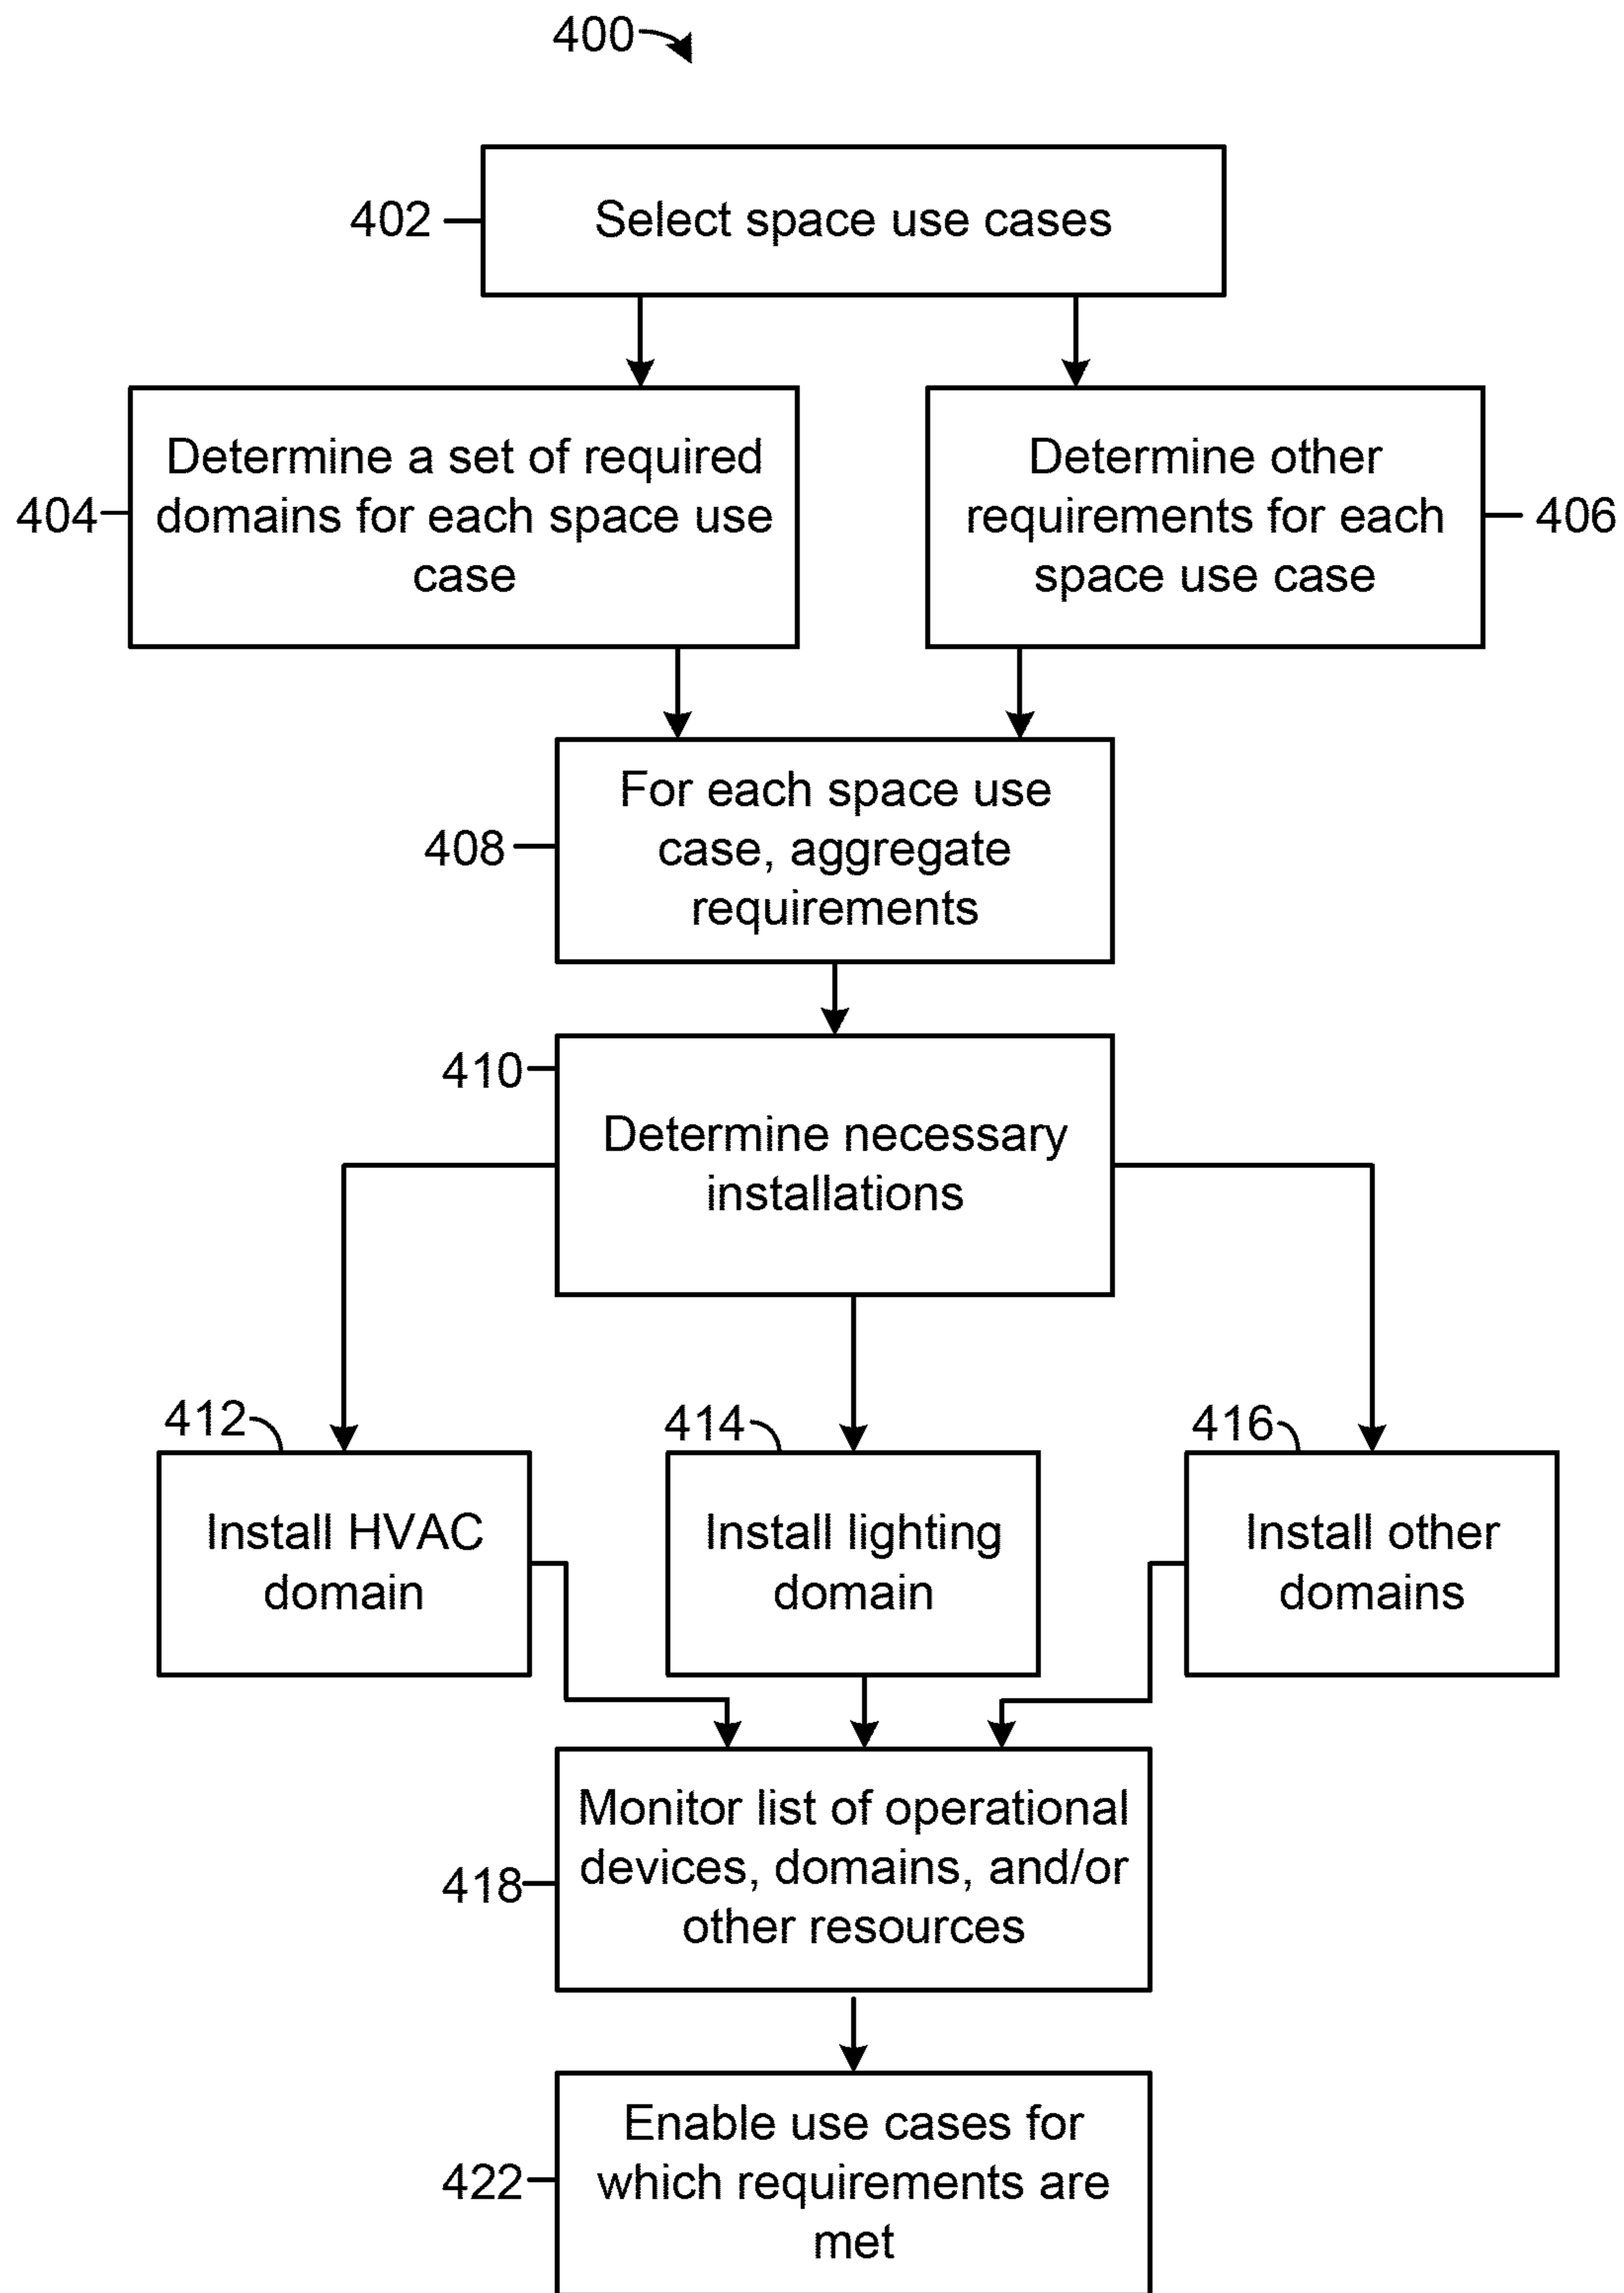 400
402
Select space use cases
404
Determine a set of required
domains for each space use
case
Determine other
requirements for each
space use case
406
408
For each space use
case, aggregate
requirements
410
Determine necessary
installations
412
Install HVAC
domain
414
Install lighting
domain
416
Install other
domains
418
Monitor list of operational
devices, domains, and/or
other resources
422
Enable use cases for
which requirements are
met